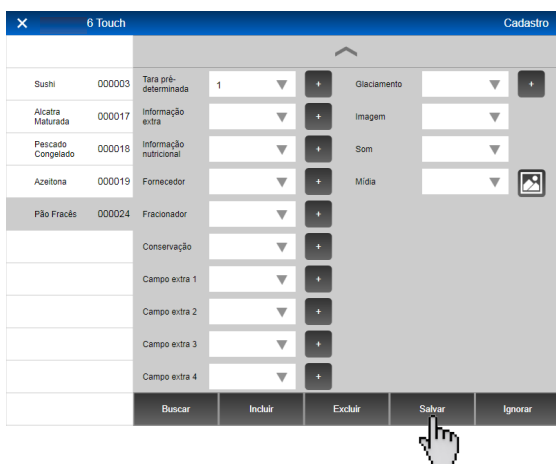 6 Touch
Cadastro
Sushi 000003
Alcatra
Maturada 000017
Pescado
Congelado 000018
Azeitona 000019
Pão Fracês 000024
Tara pré-
determinada 1 +
Informação
extra +
Informação
nutricional +
Fornecedor +
Fracionador +
Conservação +
Campo extra 1 +
Campo extra 2 +
Campo extra 3 +
Campo extra 4 +
Glaciamento +
Imagem
Som
Mídia
Buscar Incluir Excluir Salvar Ignorar